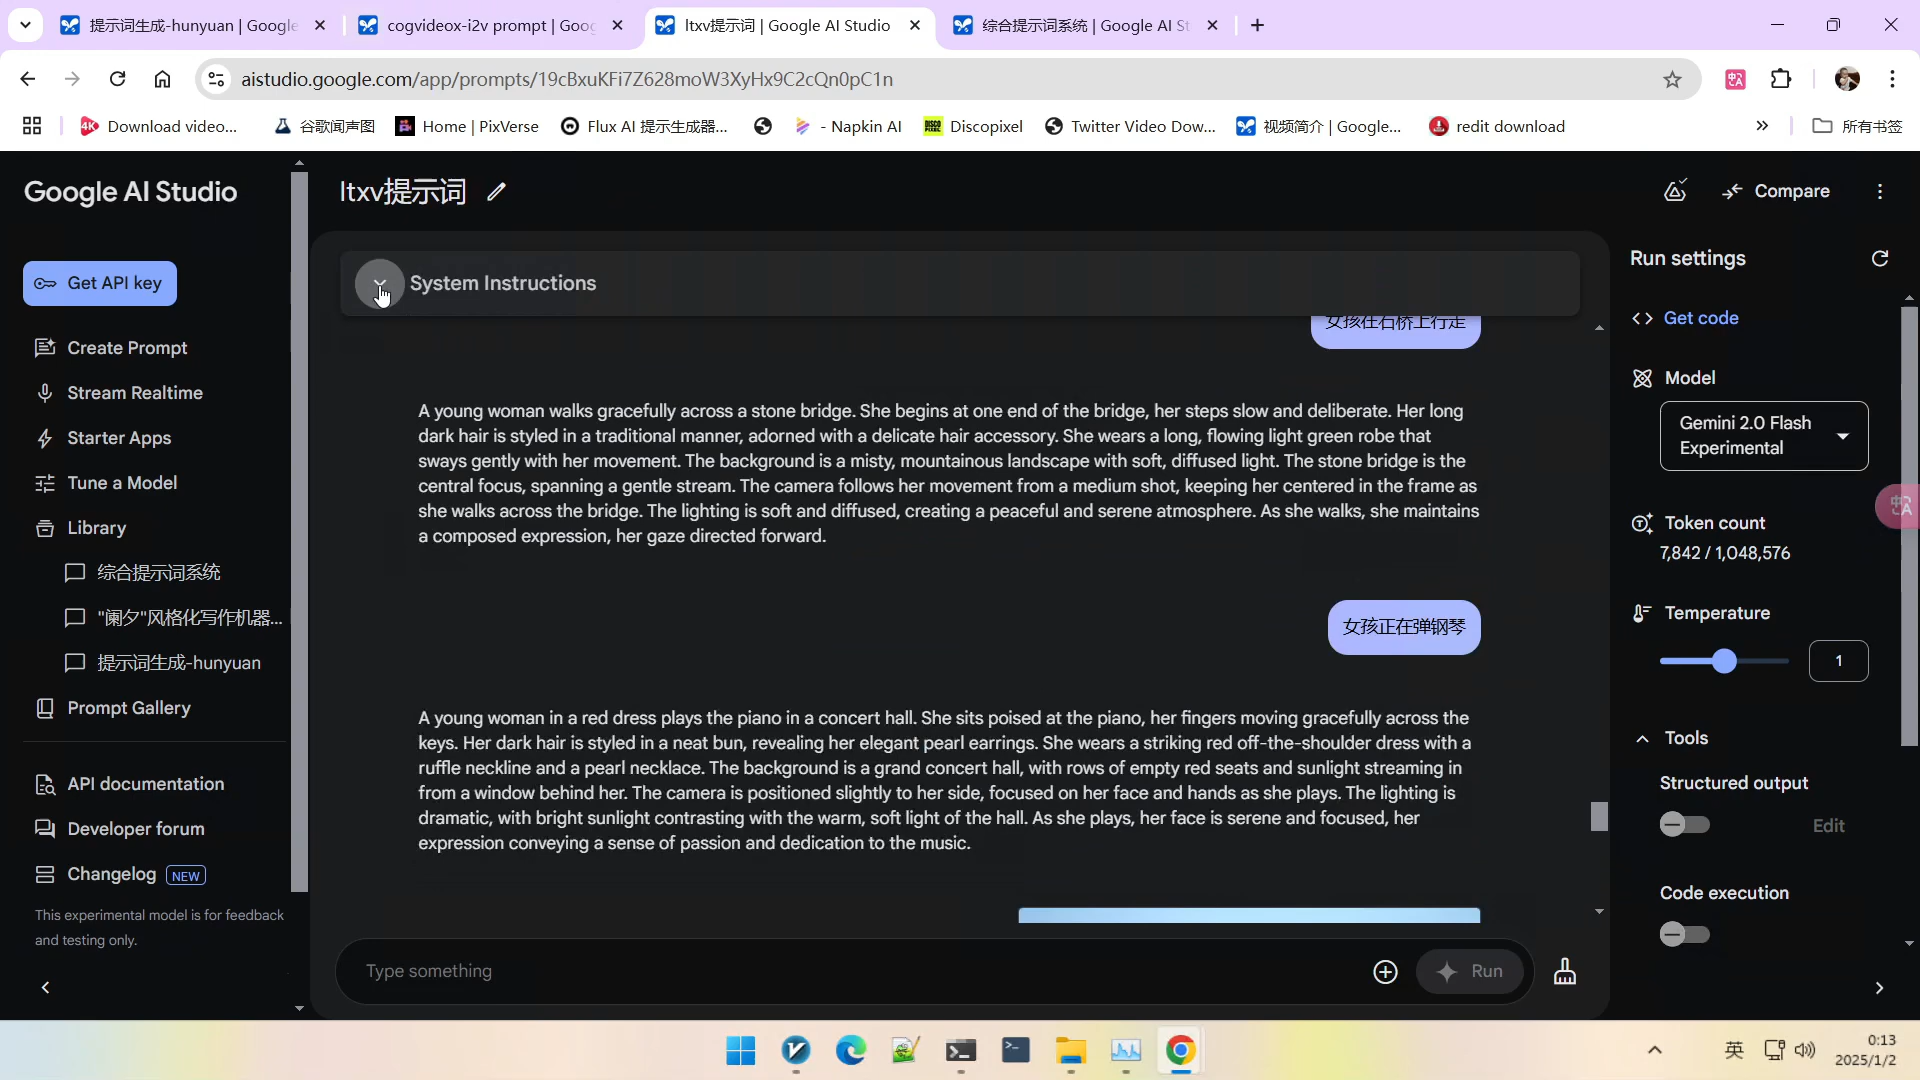 提示词生成-hunyuan | Google
cogvideox-i2v prompt | Goo
ltxv提示词 | Google AI Studio
综合提示词系统 | Google AI St
aistudio.google.com/app/prompts/19cBxuKFi7Z628moW3XyHx9C2cQn0pC1n
Download video...
谷歌闻声图
Home | PixVerse
Flux AI 提示生成器...
- Napkin AI
Discopixel
Twitter Video Dow...
视频简介 | Google...
redit download
所有书签
Google AI Studio
ltxv提示词
Compare
Get API key
System Instructions
Run settings
Create Prompt
Stream Realtime
Starter Apps
Tune a Model
Library
综合提示词系统
"阑夕"风格化写作机器...
提示词生成-hunyuan
Prompt Gallery
API documentation
Developer forum
Changelog NEW
This experimental model is for feedback
and testing only.
女孩在石桥上行走
A young woman walks gracefully across a stone bridge. She begins at one end of the bridge, her steps slow and deliberate. Her long
dark hair is styled in a traditional manner, adorned with a delicate hair accessory. She wears a long, flowing light green robe that
sways gently with her movement. The background is a misty, mountainous landscape with soft, diffused light. The stone bridge is the
central focus, spanning a gentle stream. The camera follows her movement from a medium shot, keeping her centered in the frame as
she walks across the bridge. The lighting is soft and diffused, creating a peaceful and serene atmosphere. As she walks, she maintains
a composed expression, her gaze directed forward.
女孩正在弹钢琴
A young woman in a red dress plays the piano in a concert hall. She sits poised at the piano, her fingers moving gracefully across the
keys. Her dark hair is styled in a neat bun, revealing her elegant pearl earrings. She wears a striking red off-the-shoulder dress with a
ruffle neckline and a pearl necklace. The background is a grand concert hall, with rows of empty red seats and sunlight streaming in
from a window behind her. The camera is positioned slightly to her side, focused on her face and hands as she plays. The lighting is
dramatic, with bright sunlight contrasting with the warm, soft light of the hall. As she plays, her face is serene and focused, her
expression conveying a sense of passion and dedication to the music.
Type something
Run
Get code
Model
Gemini 2.0 Flash
Experimental
Token count
7,842 / 1,048,576
Temperature
1
Tools
Structured output
Edit
Code execution
英
0:13
2025/1/2